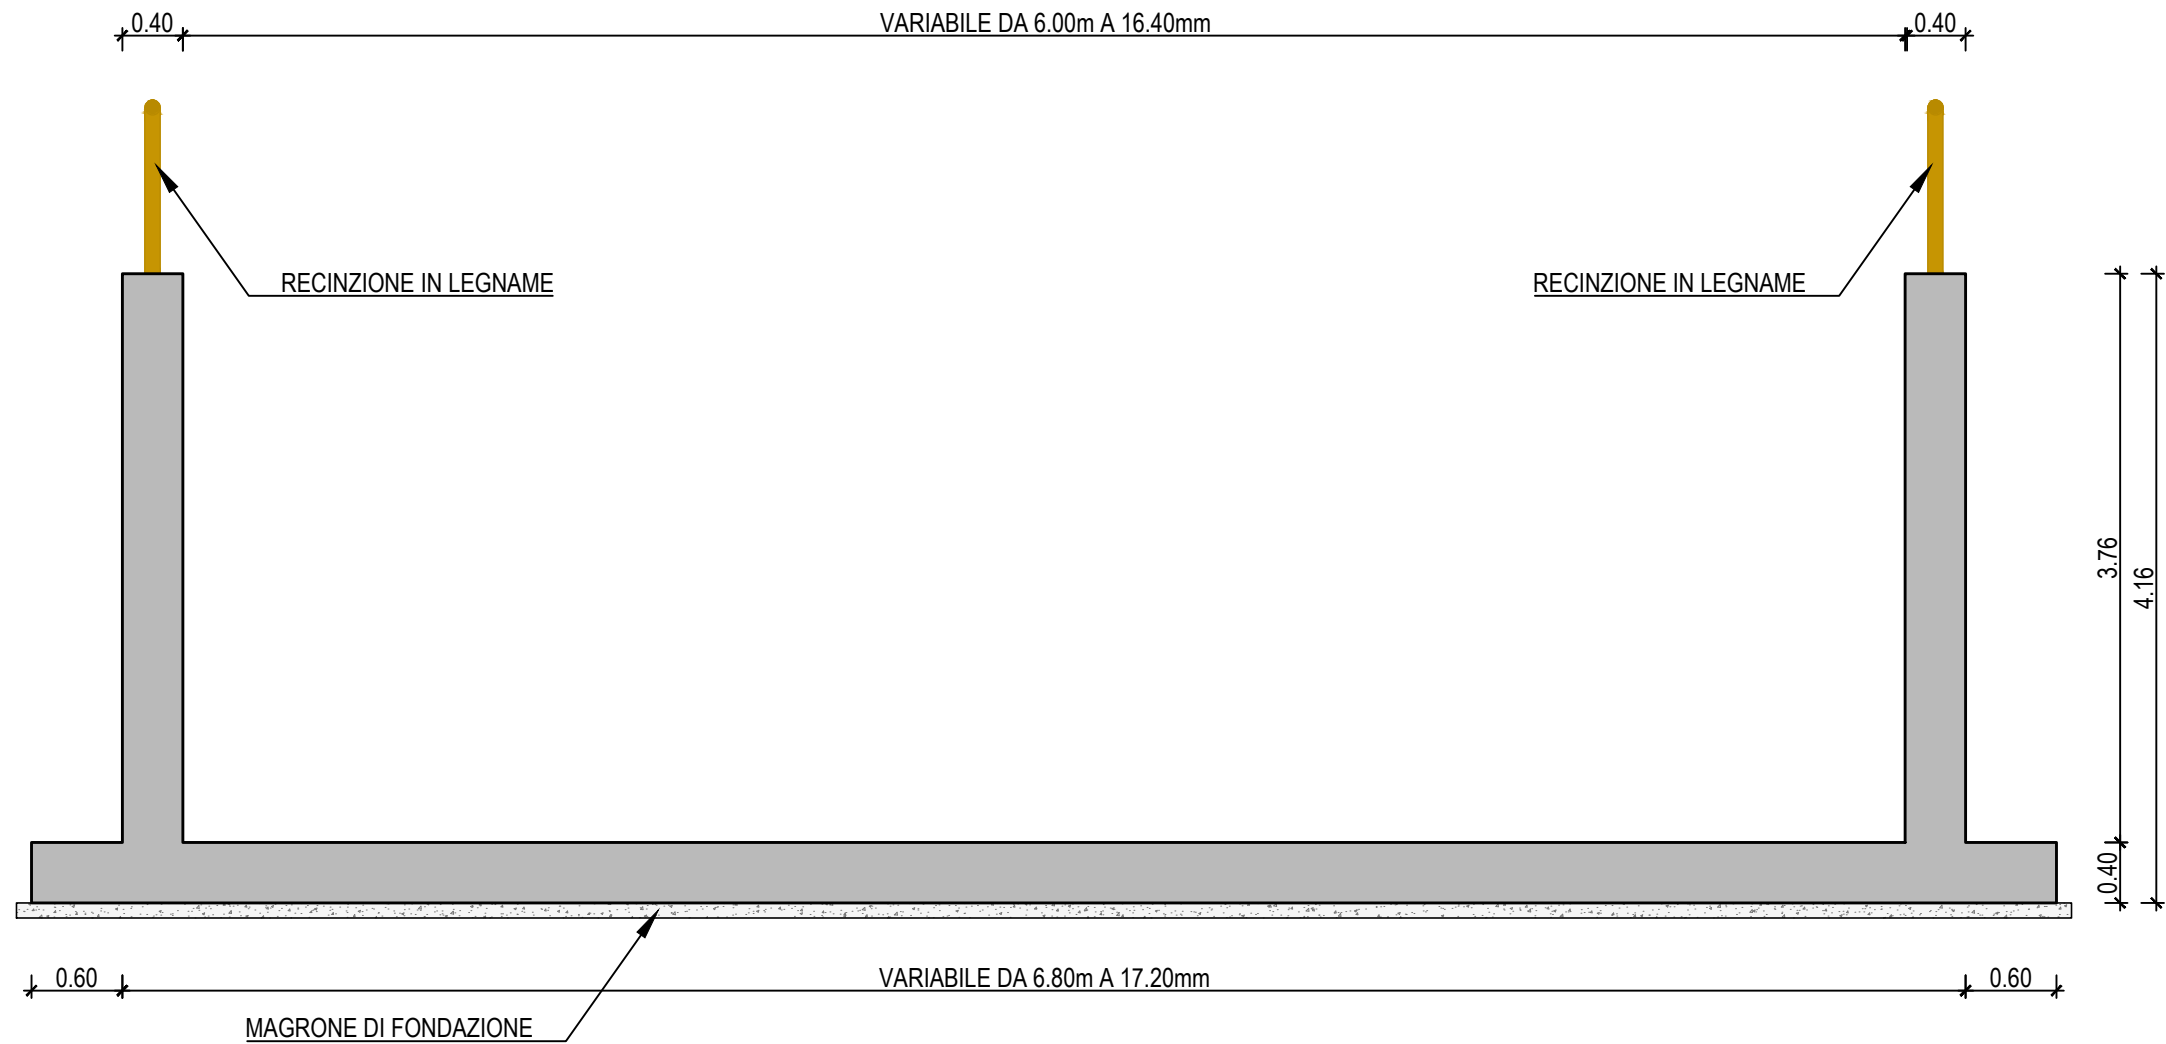 0.40
VARIABILE DA 6.00m A 16.40mm
0.40
RECINZIONE IN LEGNAME
RECINZIONE IN LEGNAME
3.76
4.16
0.40
0.60
VARIABILE DA 6.80m A 17.20mm
0.60
MAGRONE DI FONDAZIONE